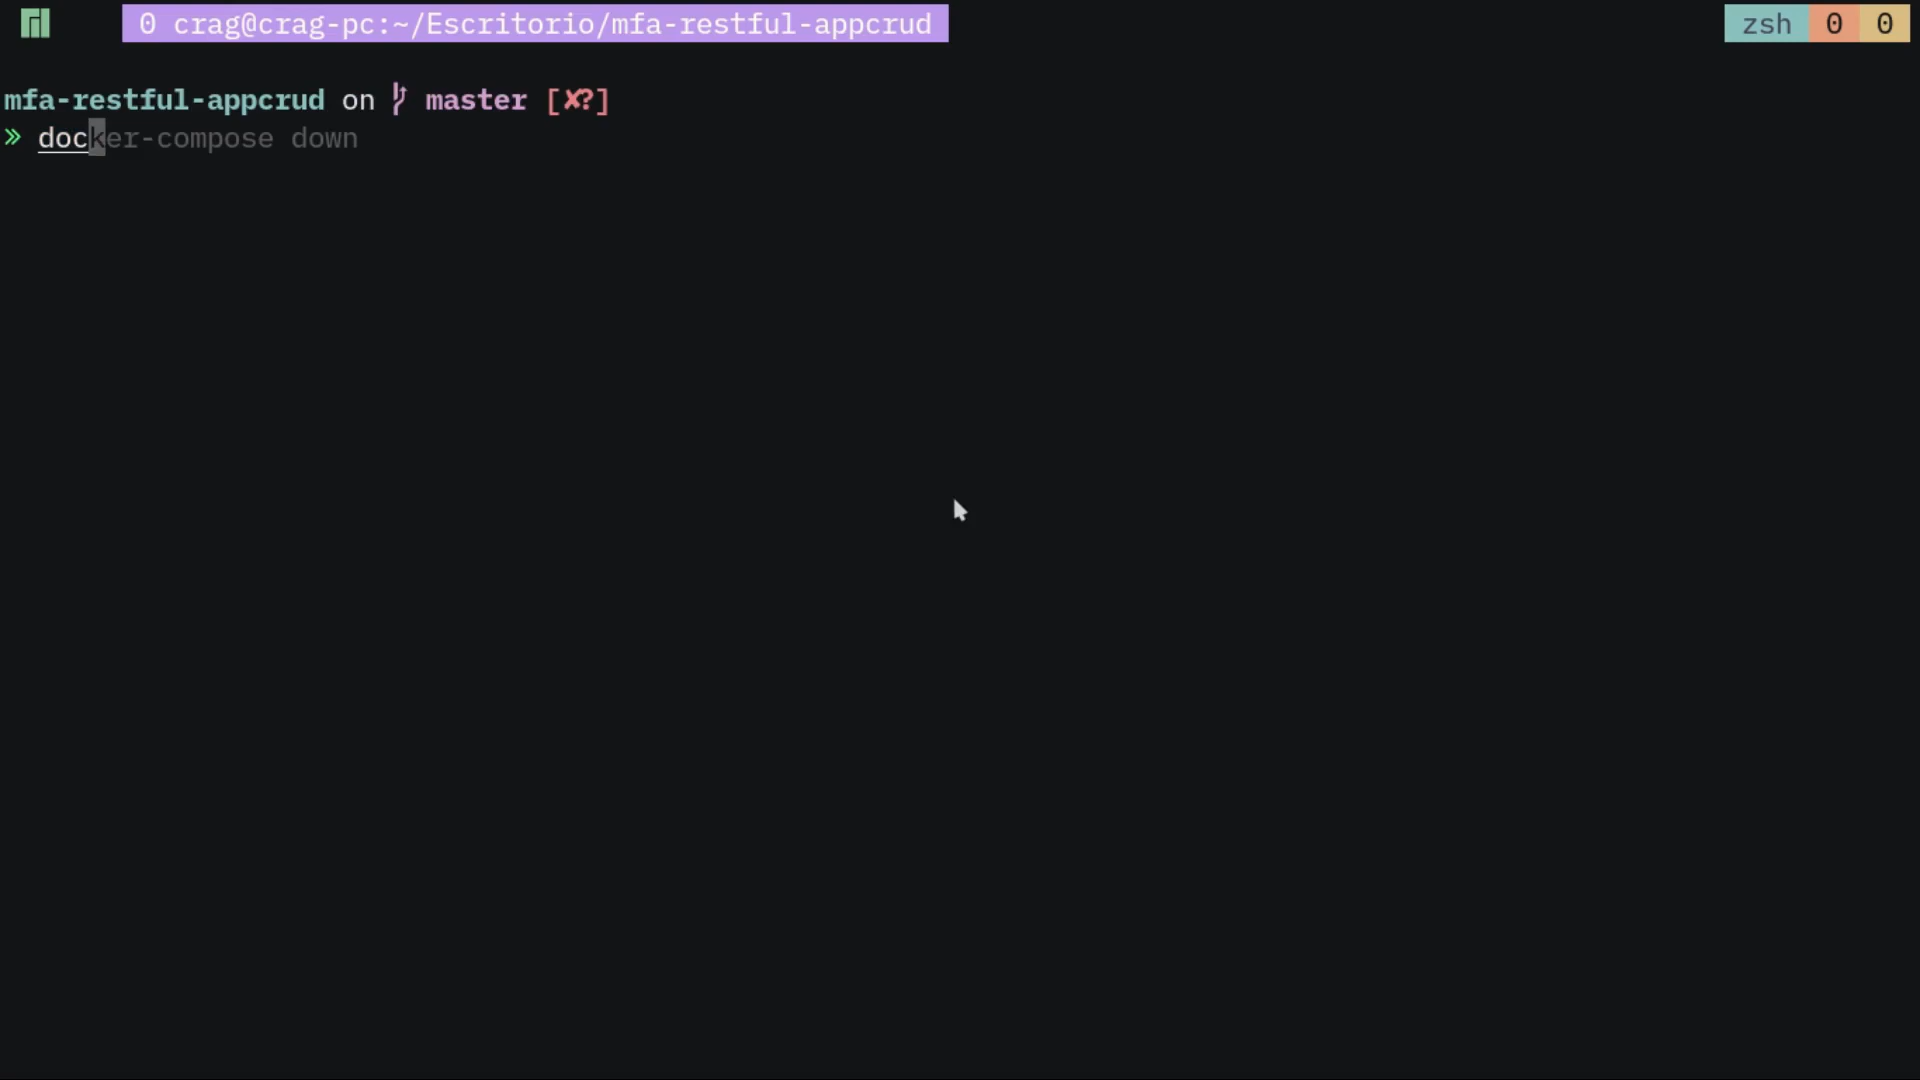 0 crag@crag-pc:~/Escritorio/mfa-restful-appcrud zsh 0 0
mfa-restful-appcrud on master [✘?]
» docker-compose down